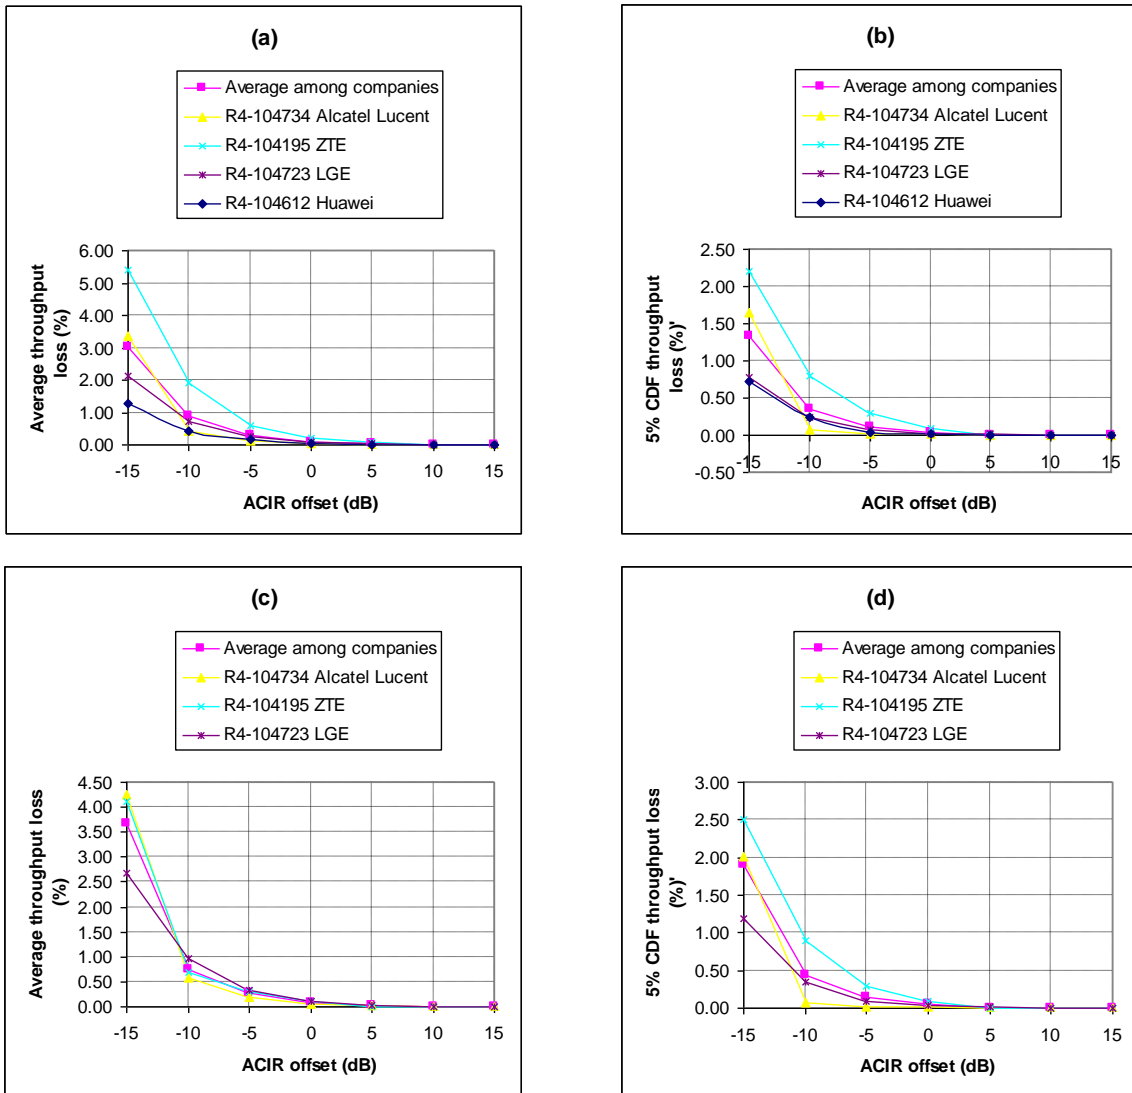 (a)
Average among companies
R4-104734 Alcatel Lucent
R4-104195 ZTE
R4-104723 LGE
R4-104612 Huawei
6.00
5.00
4.00
3.00
2.00
1.00
0.00
Average throughput
loss (%)
-15 -10 -5 0 5 10 15
ACIR offset (dB)
(b)
Average among companies
R4-104734 Alcatel Lucent
R4-104195 ZTE
R4-104723 LGE
R4-104612 Huawei
2.50
2.00
1.50
1.00
0.50
0.00
-0.50
5% CDF throughput
loss (%)'
-15 -10 -5 0 5 10 15
ACIR offset (dB)
(c)
Average among companies
R4-104734 Alcatel Lucent
R4-104195 ZTE
R4-104723 LGE
4.50
4.00
3.50
3.00
2.50
2.00
1.50
1.00
0.50
0.00
Average throughput loss
(%)
-15 -10 -5 0 5 10 15
ACIR offset (dB)
(d)
Average among companies
R4-104734 Alcatel Lucent
R4-104195 ZTE
R4-104723 LGE
3.00
2.50
2.00
1.50
1.00
0.50
0.00
5% CDF throughput loss
(%)'
-15 -10 -5 0 5 10 15
ACIR offset (dB)